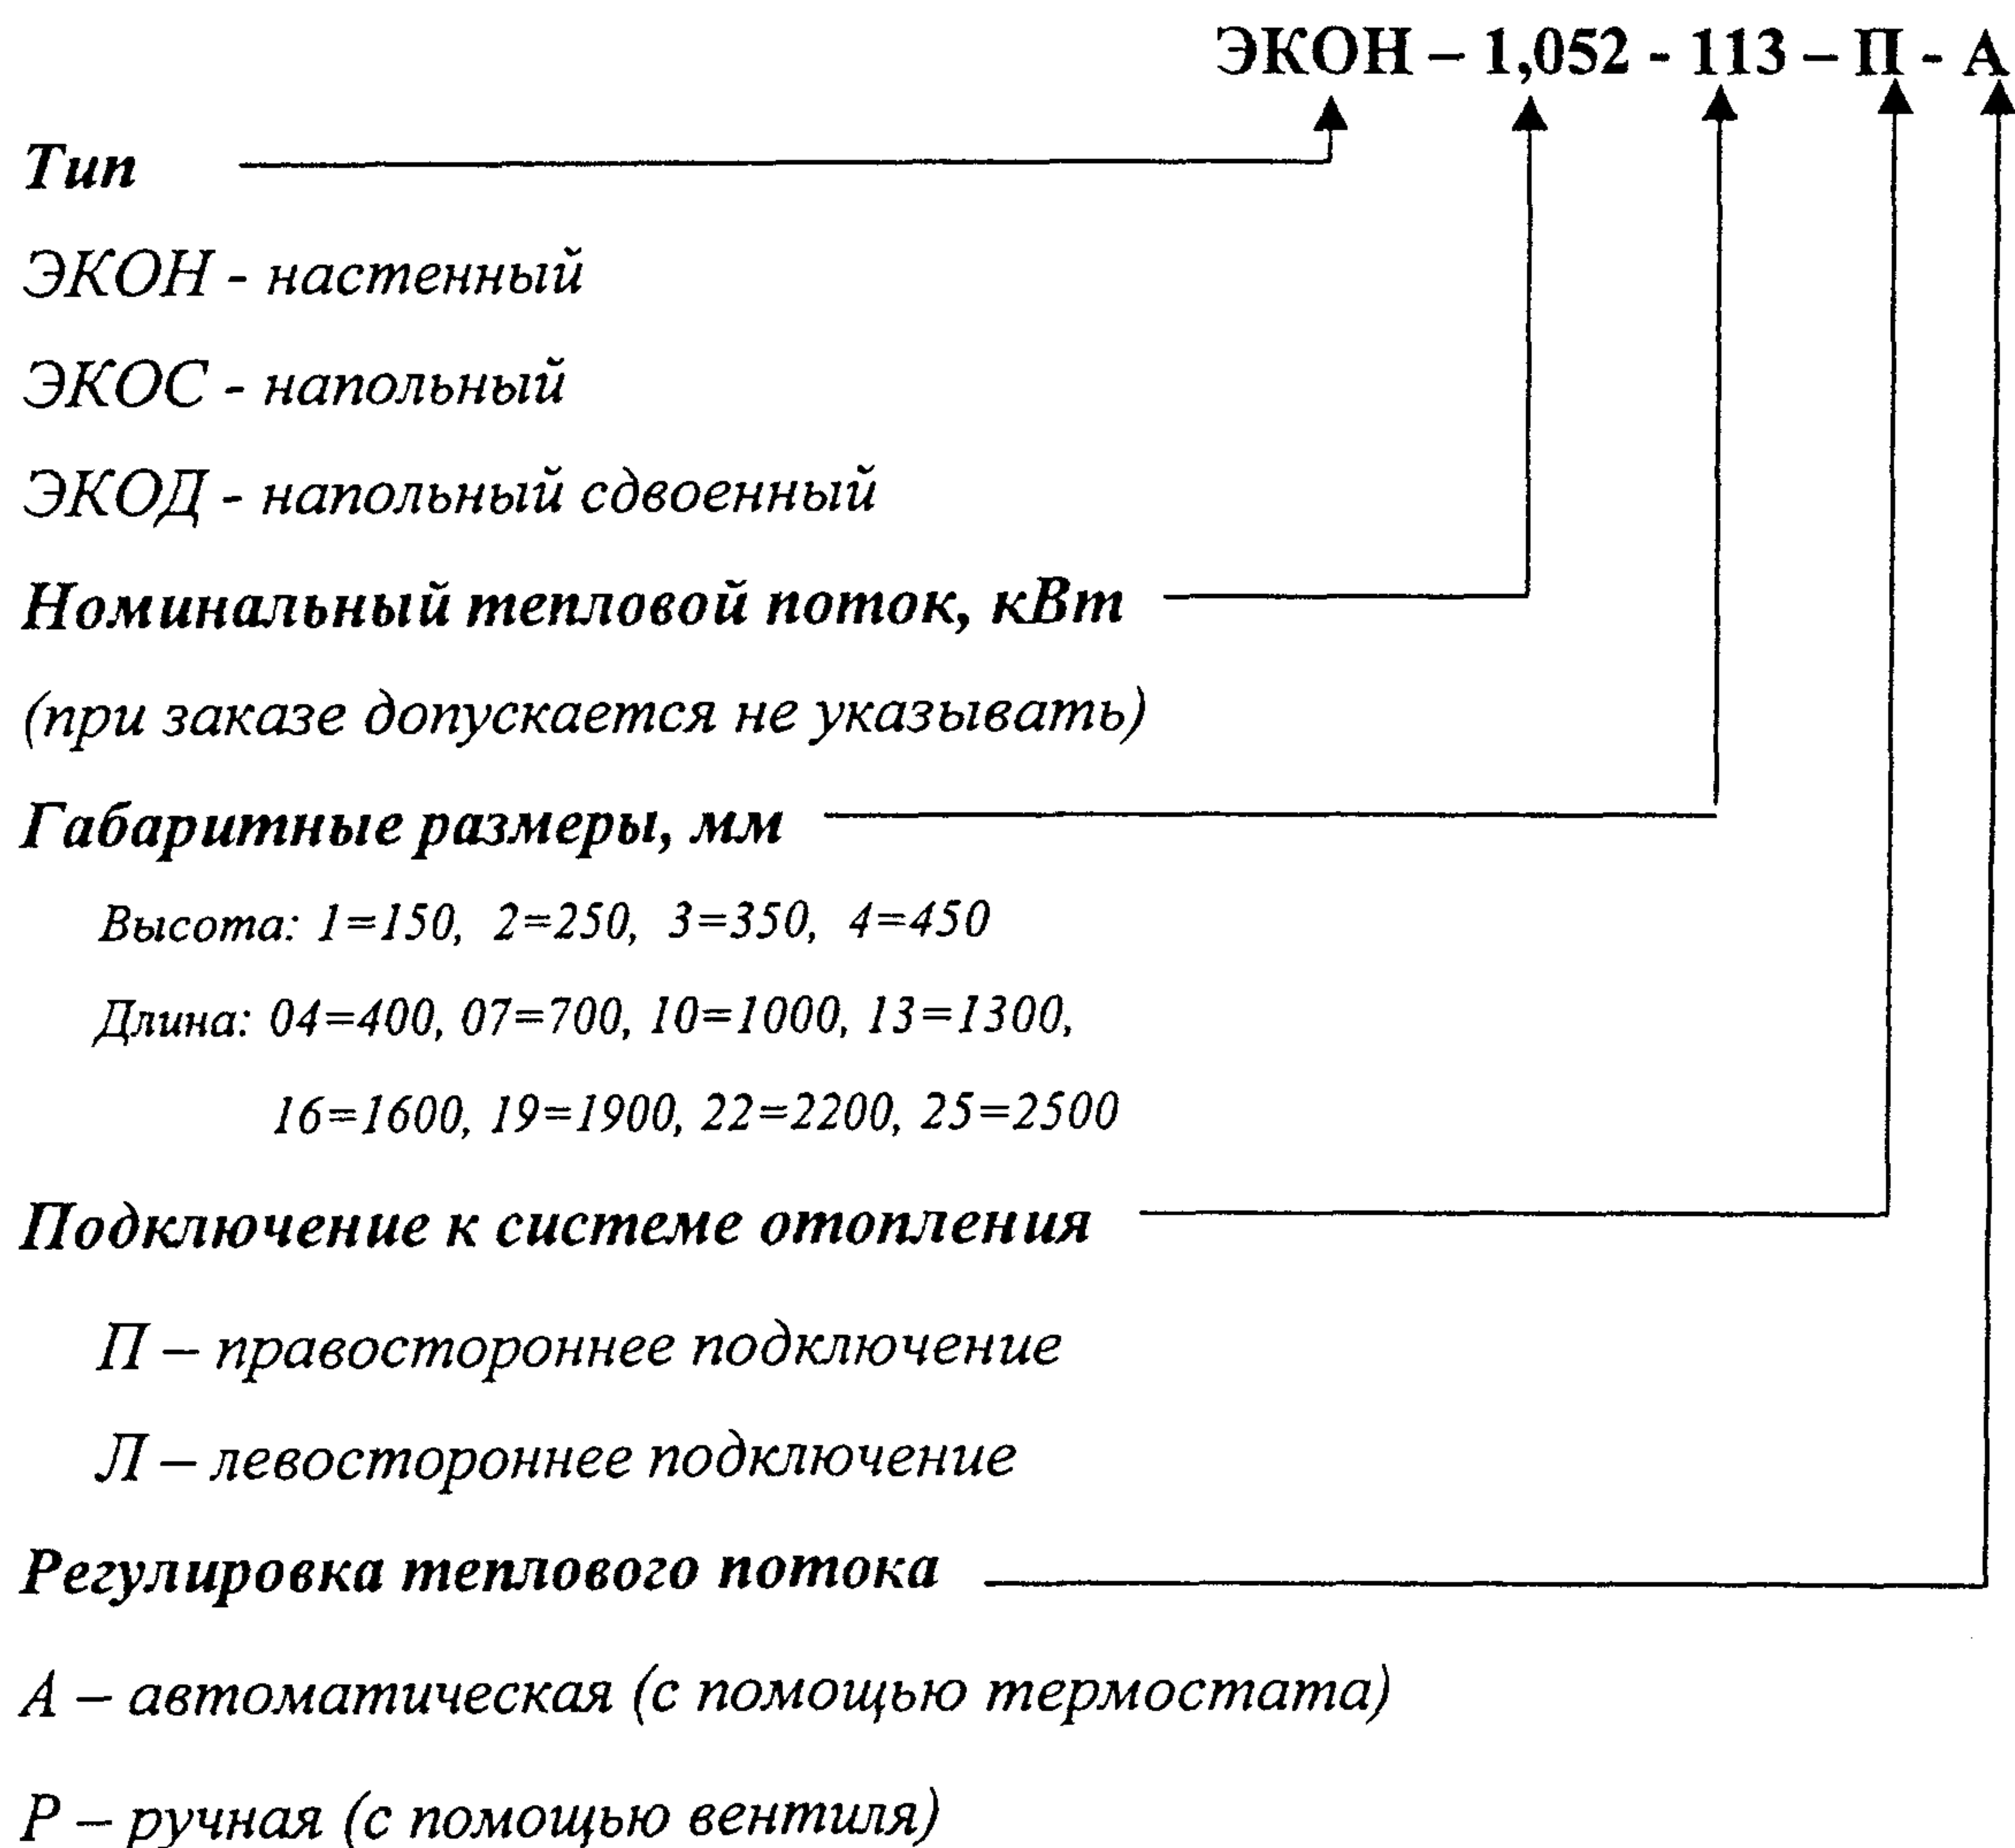 ЭКОН – 1,052 - 113 – П - А
Тип
ЭКОН - настенный
ЭКОС - напольный
ЭКОД - напольный сдвоенный
Номинальный тепловой поток, кВт
(при заказе допускается не указывать)
Габаритные размеры, мм
Высота: 1=150, 2=250, 3=350, 4=450
Длина: 04=400, 07=700, 10=1000, 13=1300,
16=1600, 19=1900, 22=2200, 25=2500
Подключение к системе отопления
П – правостороннее подключение
Л – левостороннее подключение
Регулировка теплового потока
А – автоматическая (с помощью термостата)
Р – ручная (с помощью вентиля)